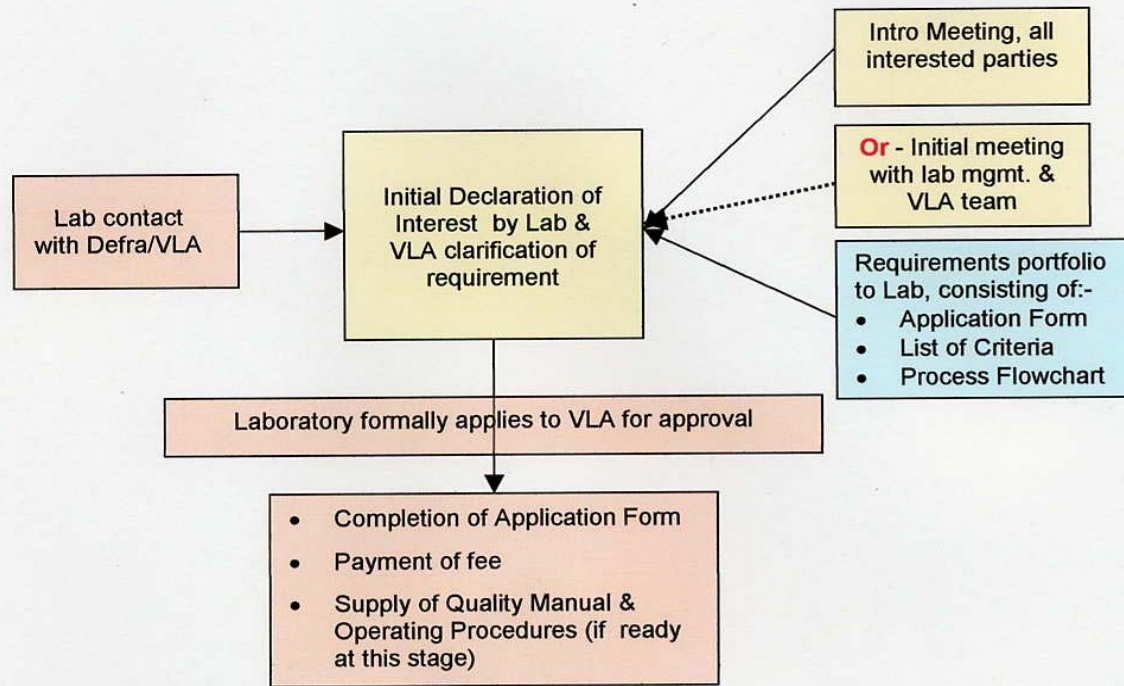 Intro Meeting, all
interested parties
Or - Initial meeting
with lab mgmt. &
VLA team
Lab contact
with Defra/VLA
Initial Declaration of
Interest by Lab &
VLA clarification of
requirement
Requirements portfolio
to Lab, consisting of:-
• Application Form
• List of Criteria
• Process Flowchart
Laboratory formally applies to VLA for approval
• Completion of Application Form
• Payment of fee
• Supply of Quality Manual &
Operating Procedures (if ready
at this stage)